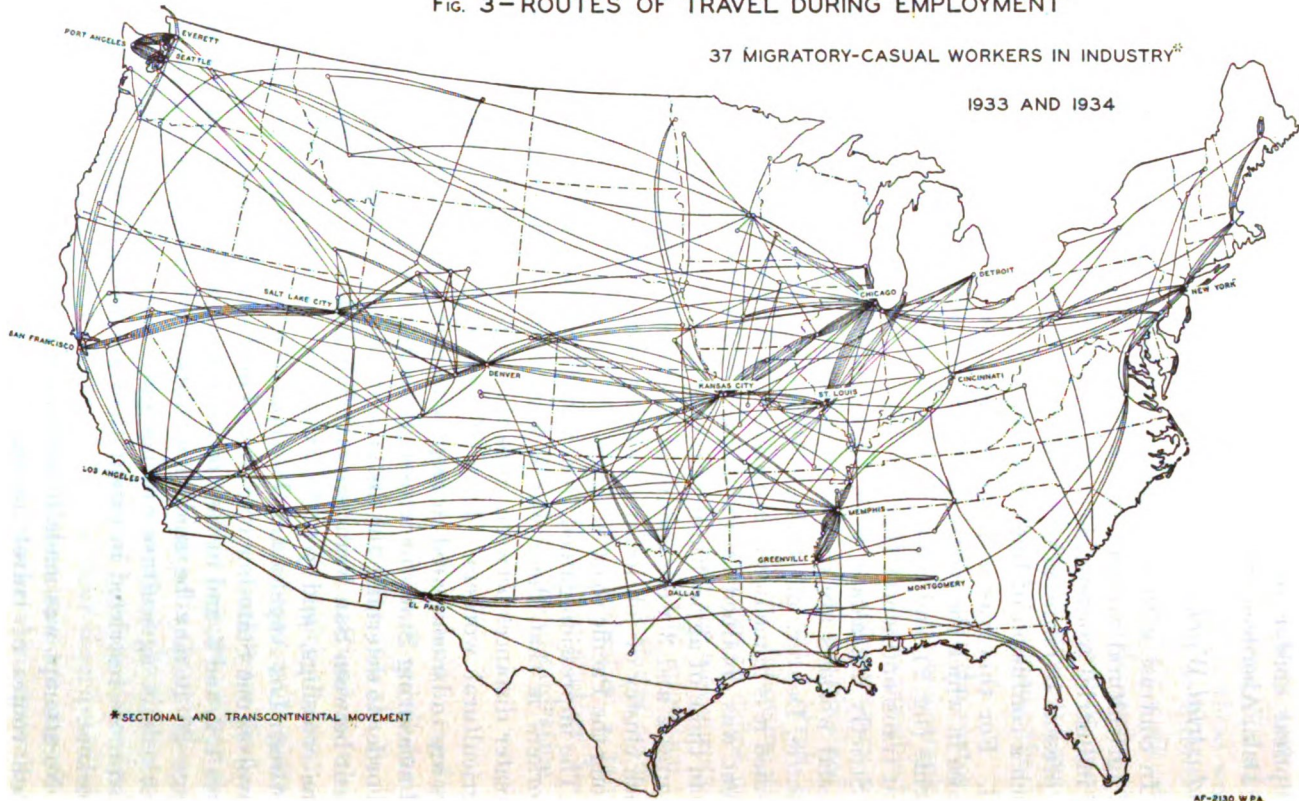 FIG. 3–ROUTES OF TRAVEL DURING EMPLOYMENT
37 MIGRATORY-CASUAL WORKERS IN INDUSTRY*
1933 AND 1934
PORT ANGELES
EVERETT
SEATTLE
DETROIT
CHICAGO
NEW YORK
SALT LAKE CITY
SAN FRANCISCO
DENVER
CINCINNATI
KANSAS CITY
ST. LOUIS
LOS ANGELES
MEMPHIS
GREENVILLE
MONTGOMERY
DALLAS
EL PASO
*SECTIONAL AND TRANSCONTINENTAL MOVEMENT
AF-2130 W.P.A.